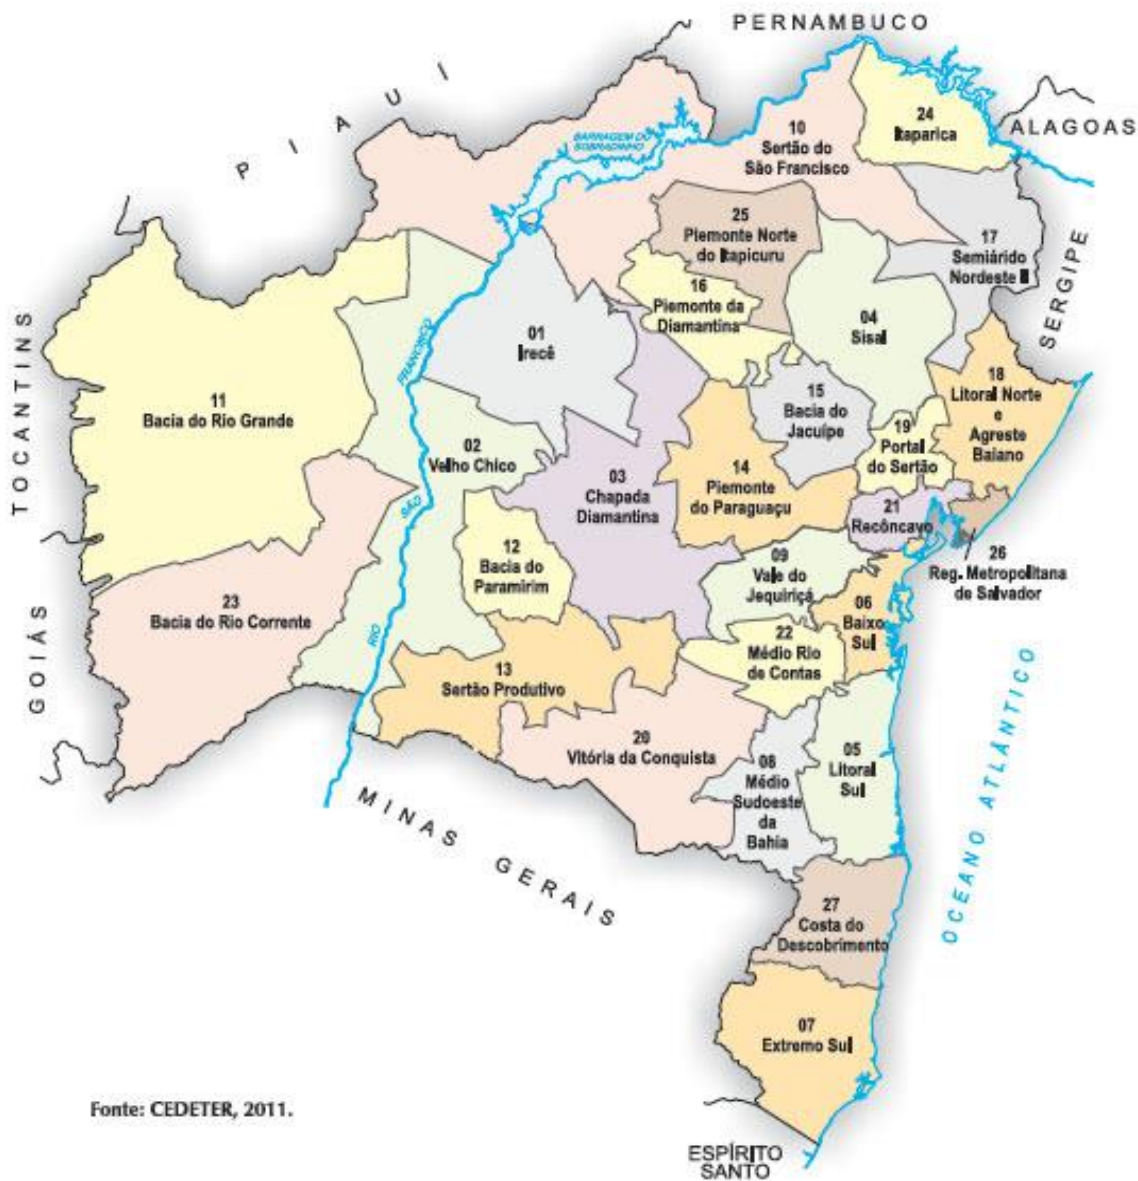 PERNAMBUCO
PIAUÍ
ALAGOAS
SERGIPE
TOCANTINS
GOIÁS
MINAS GERAIS
ESPÍRITO
SANTO
OCEANO ATLÂNTICO
BARRAGEM DO
SOBRADINHO
RIO
SÃO
FRANCISCO
24
Itaparica
10
Sertão do
São Francisco
25
Piemonte Norte
do Itapicuru
17
Semiárido
Nordeste II
16
Piemonte da
Diamantina
04
Sisal
01
Irecê
11
Bacia do Rio Grande
18
Litoral Norte
e
Agreste
Baiano
15
Bacia do
Jacuípe
19
Portal
do Sertão
02
Velho Chico
14
Piemonte
do Paraguaçu
03
Chapada
Diamantina
21
Recôncavo
26
Reg. Metropolitana
de Salvador
12
Bacia do
Paramirim
09
Vale do
Jequiriçá
23
Bacia do Rio Corrente
06
Baixo
Sul
22
Médio Rio
de Contas
13
Sertão Produtivo
20
Vitória da Conquista
08
Médio
Sudoeste
da
Bahia
05
Litoral
Sul
27
Costa do
Descobrimento
07
Extremo Sul
Fonte: CEDETER, 2011.